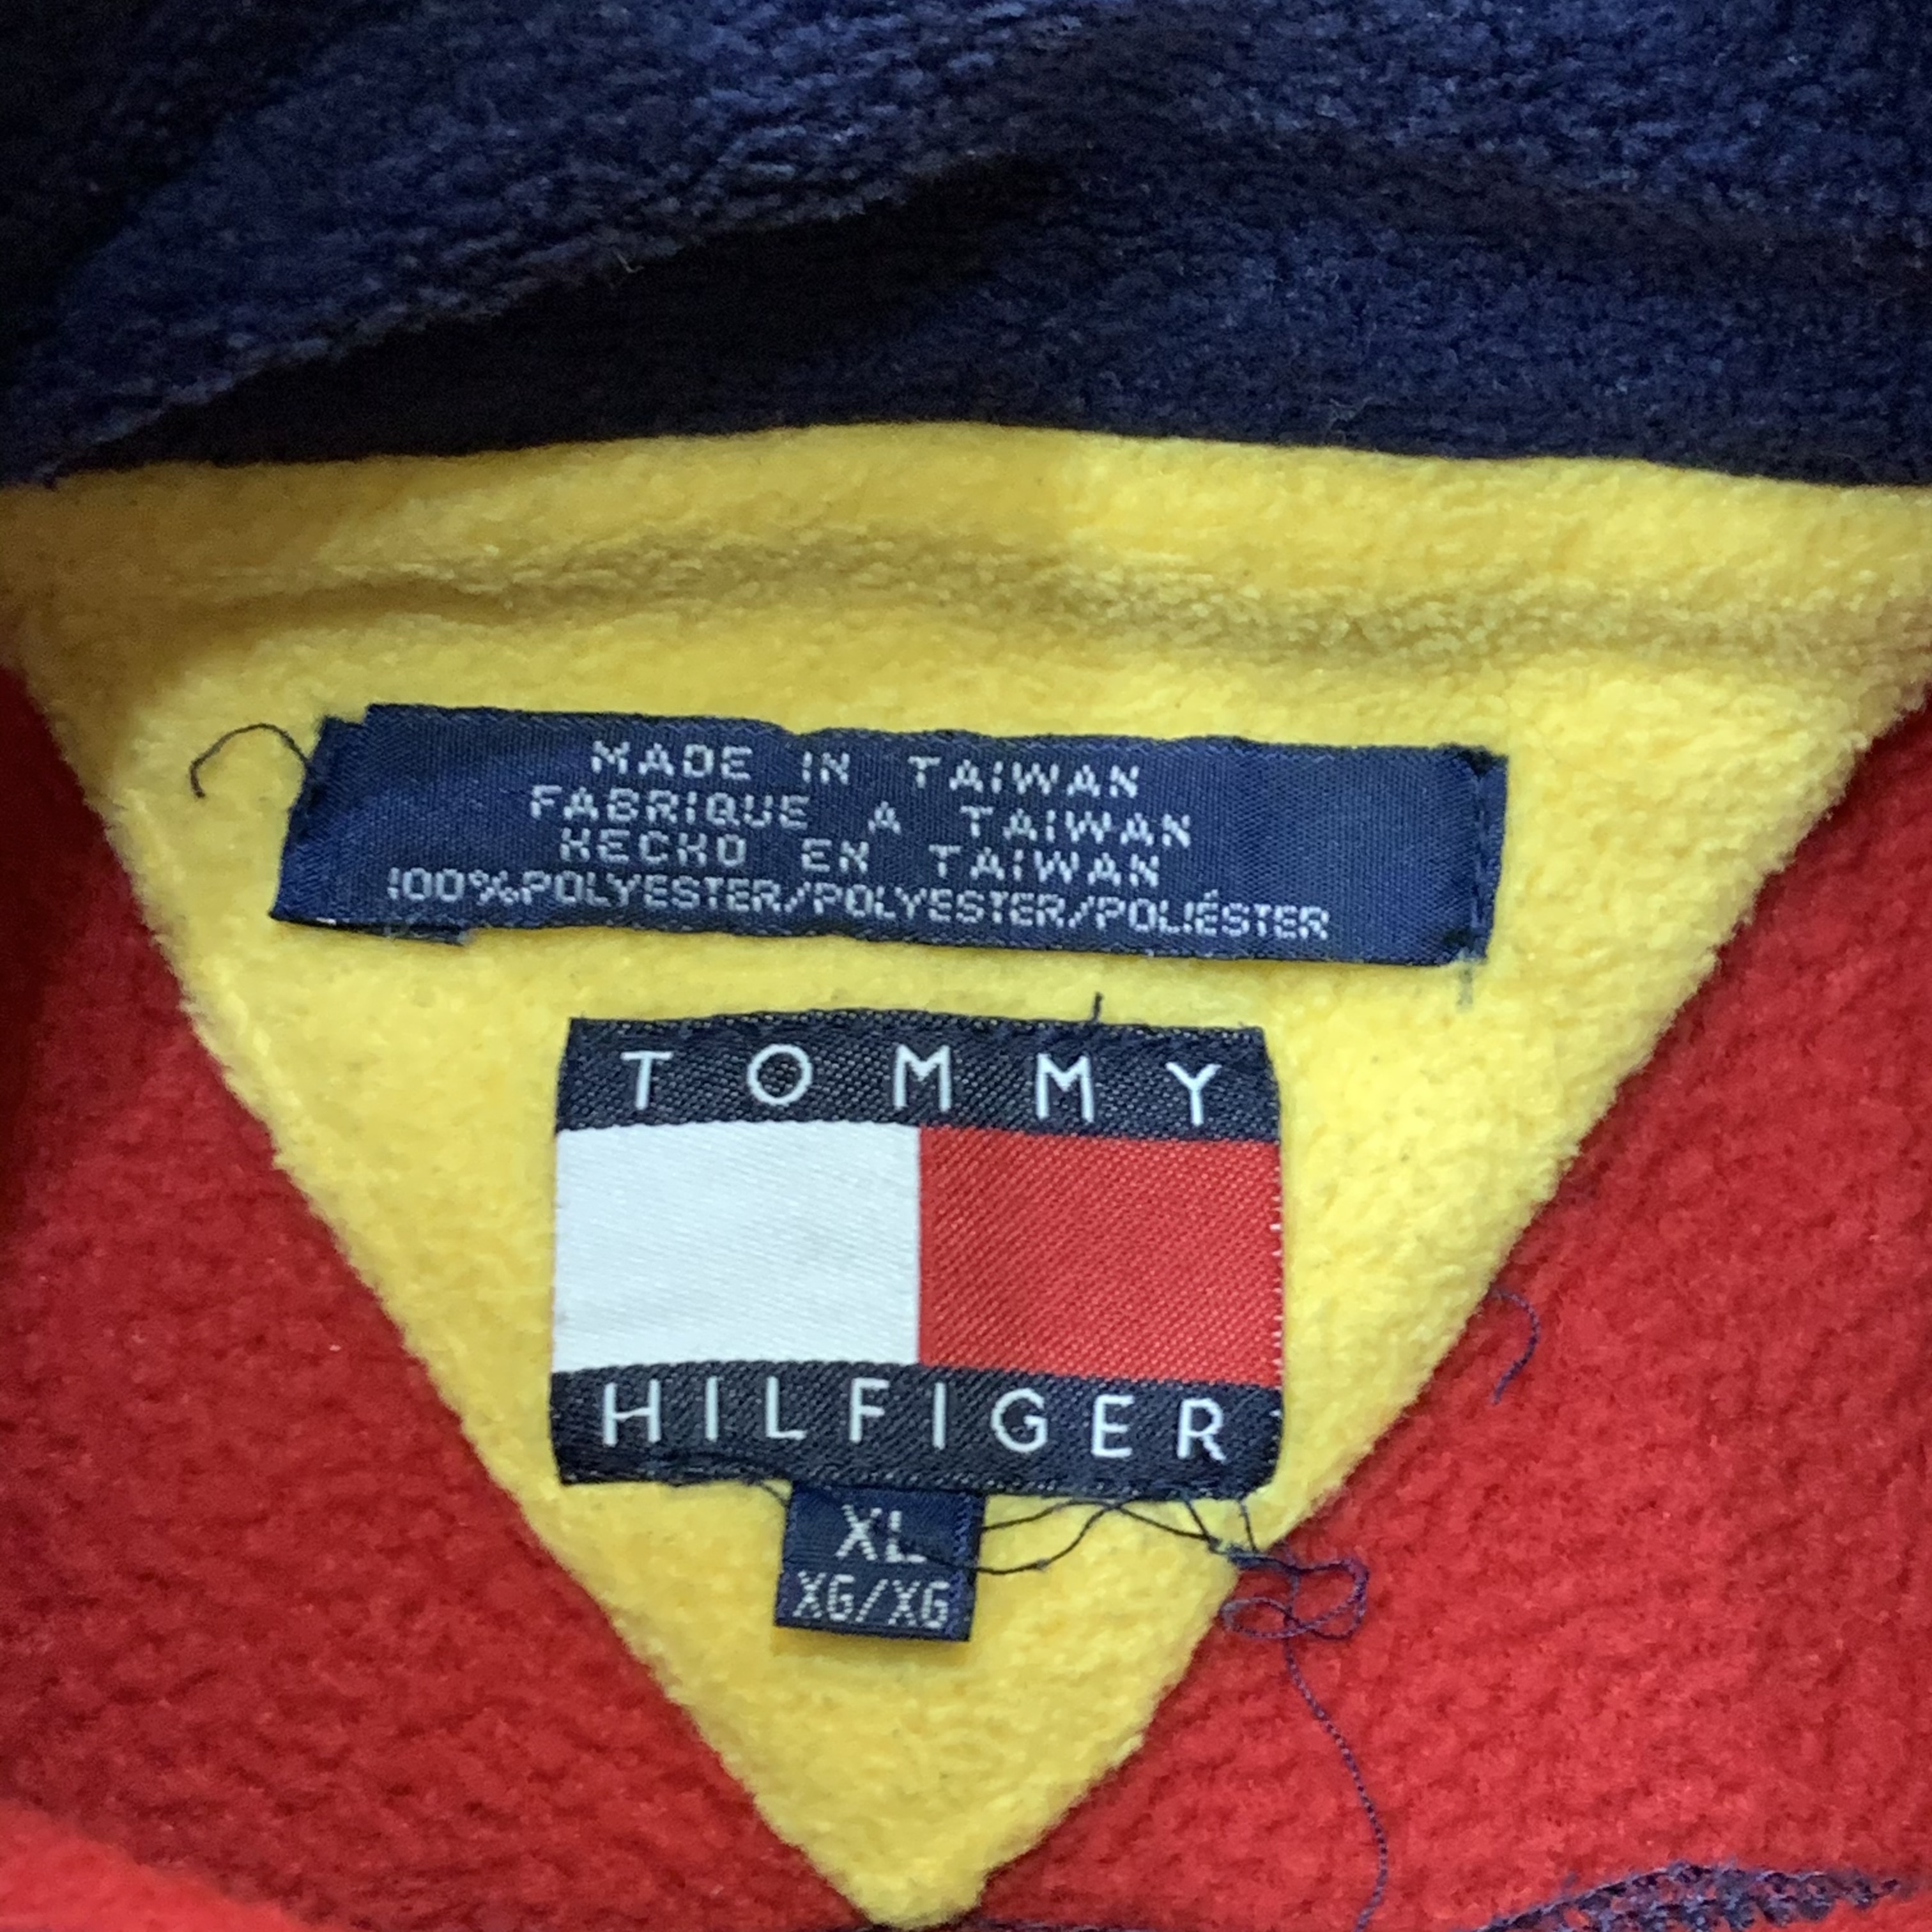 MADE IN TAIWAN
FABRIQUE A TAIWAN
HECHO EN TAIWAN
100%POLYESTER/POLYESTER/POLIÉSTER
TOMMY
HILFIGER
XL
XG/XG